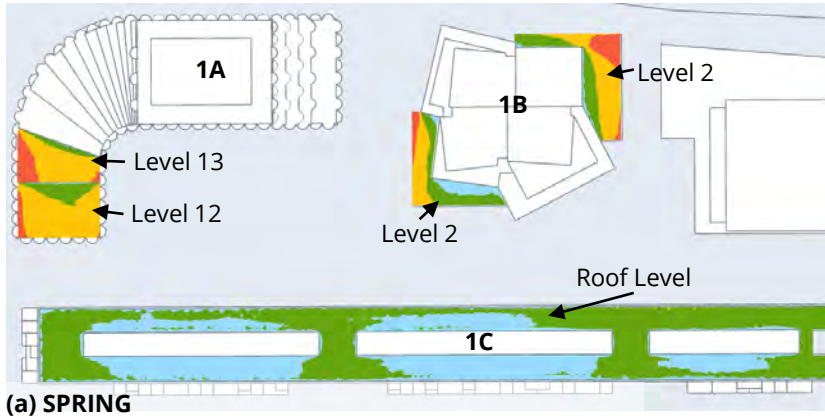 1A
1B
Level 2
Level 13
Level 12
Level 2
Roof Level
1C
(a) SPRING